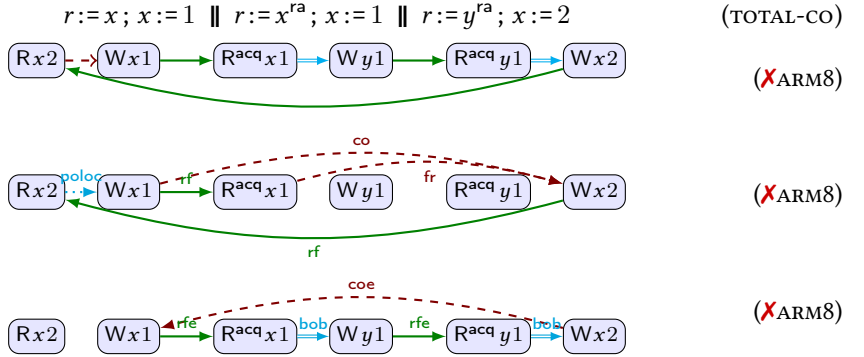 r := x ; x := 1 ‖ r := x^ra ; x := 1 ‖ r := y^ra ; x := 2 (TOTAL-CO)
Rx2 Wx1 R^acq x1 Wy1 R^acq y1 Wx2 (✗ARM8)
co
poloc rf fr
Rx2 Wx1 R^acq x1 Wy1 R^acq y1 Wx2 (✗ARM8)
rf
coe
rfe bob rfe bob
Rx2 Wx1 R^acq x1 Wy1 R^acq y1 Wx2 (✗ARM8)